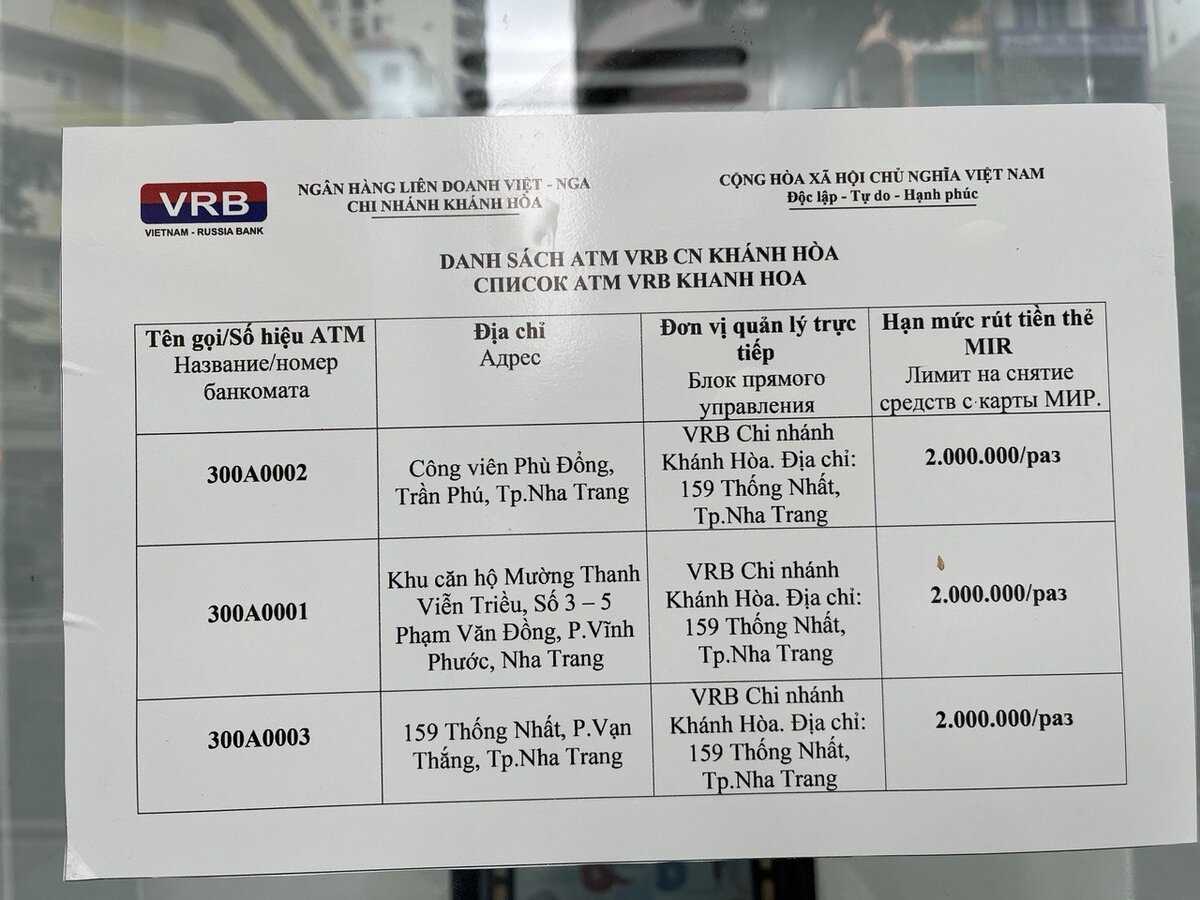 VRB
VIETNAM - RUSSIA BANK
NGÂN HÀNG LIÊN DOANH VIỆT - NGA
CHI NHÁNH KHÁNH HÒA
CỘNG HÒA XÃ HỘI CHỦ NGHĨA VIỆT NAM
Độc lập - Tự do - Hạnh phúc
DANH SÁCH ATM VRB CN KHÁNH HÒA
СПИСОК ATM VRB KHANH HOA
Tên gọi/Số hiệu ATM
Название/номер
банкомата
Địa chỉ
Адрес
Đơn vị quản lý trực
tiếp
Блок прямого
управления
Hạn mức rút tiền thẻ
MIR
Лимит на снятие
средств с карты МИР.
300A0002
Công viên Phù Đổng,
Trần Phú, Tp.Nha Trang
VRB Chi nhánh
Khánh Hòa. Địa chỉ:
159 Thống Nhất,
Tp.Nha Trang
2.000.000/раз
300A0001
Khu căn hộ Mường Thanh
Viễn Triều, Số 3 – 5
Phạm Văn Đồng, P.Vĩnh
Phước, Nha Trang
VRB Chi nhánh
Khánh Hòa. Địa chỉ:
159 Thống Nhất,
Tp.Nha Trang
2.000.000/раз
300A0003
159 Thống Nhất, P.Vạn
Thắng, Tp.Nha Trang
VRB Chi nhánh
Khánh Hòa. Địa chỉ:
159 Thống Nhất,
Tp.Nha Trang
2.000.000/раз